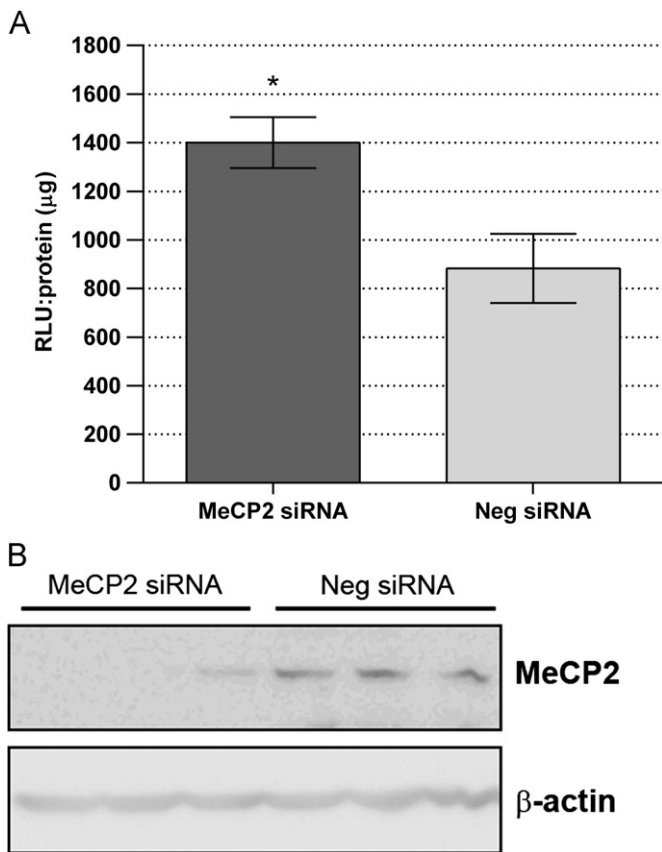 A
1800
1600
1400
1200
1000
800
600
400
200
0
RLU:protein (μg)
*
MeCP2 siRNA
Neg siRNA
B
MeCP2 siRNA
Neg siRNA
MeCP2
β-actin